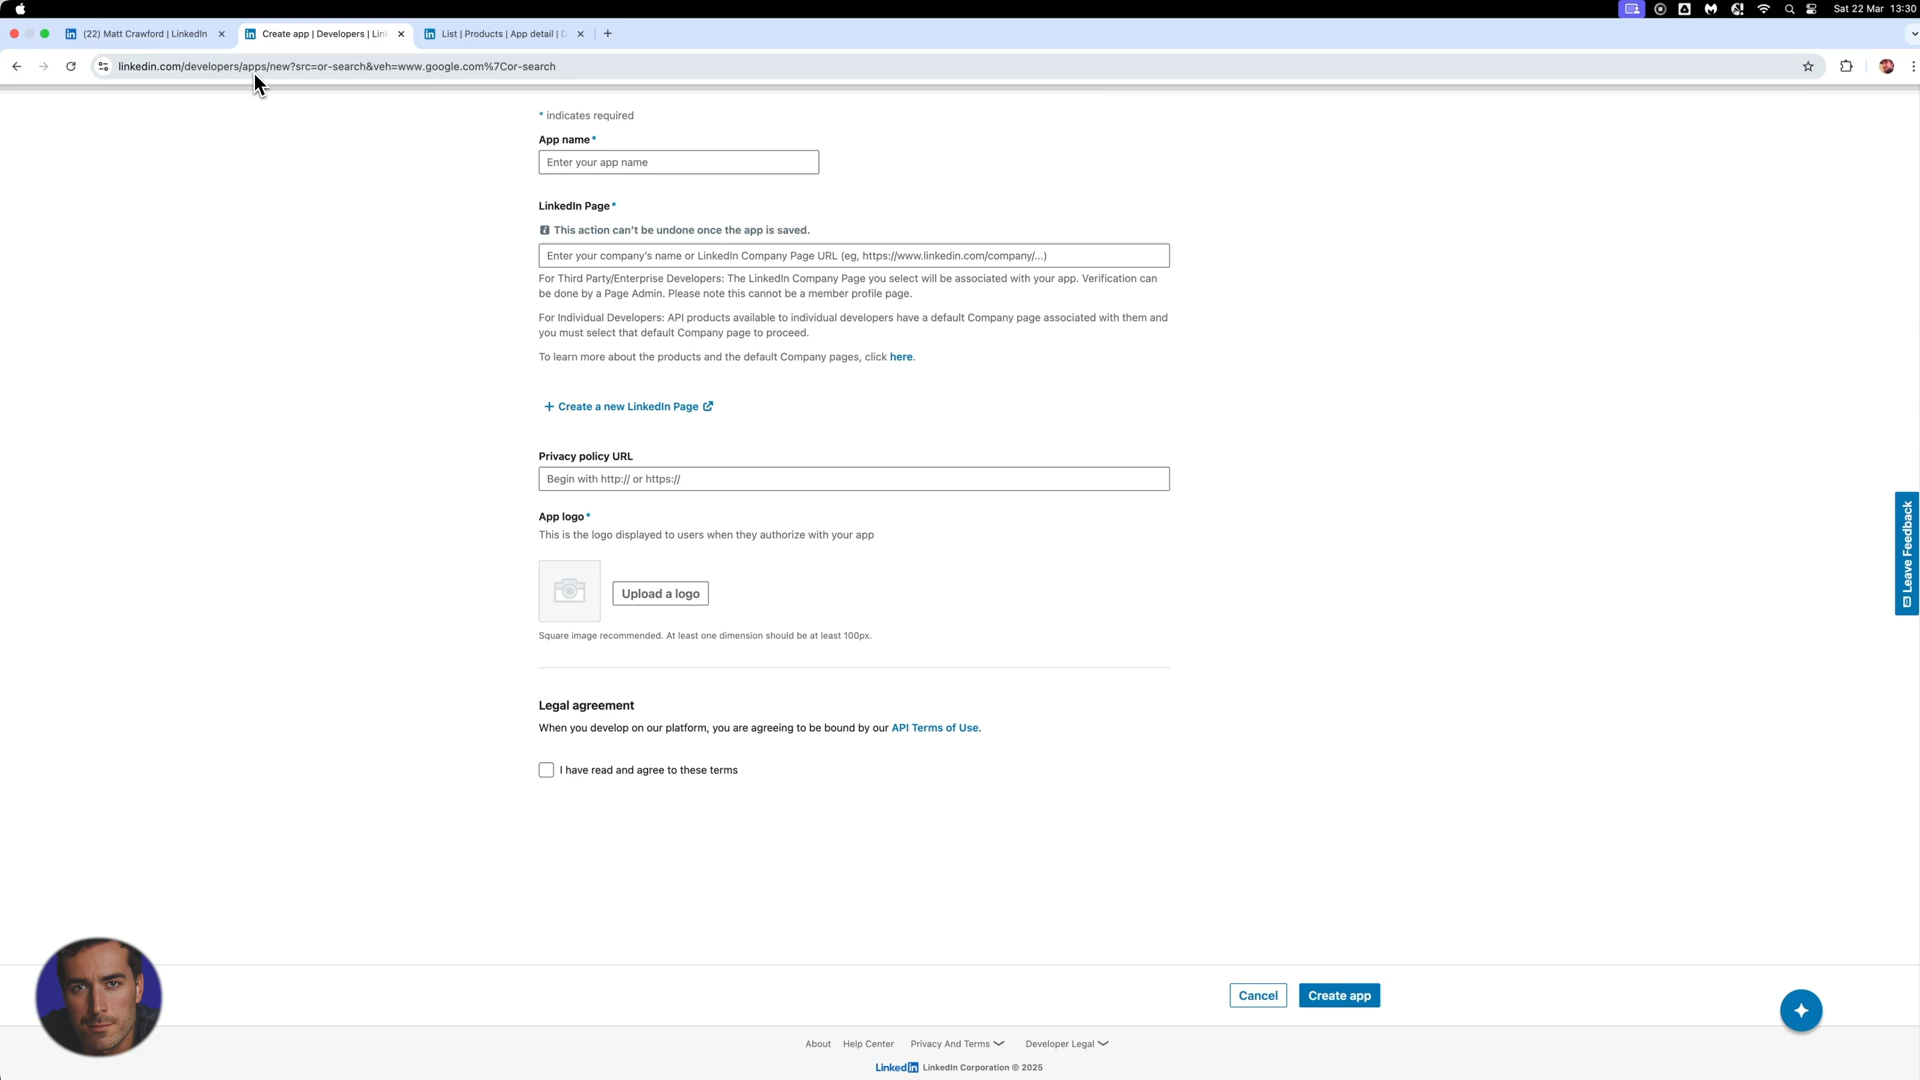 Sat 22 Mar 13:30
(22) Matt Crawford | LinkedIn
Create app | Developers | Lin
List | Products | App detail | D
linkedin.com/developers/apps/new?src=or-search&veh=www.google.com%7Cor-search
* indicates required
App name*
Enter your app name
LinkedIn Page*
This action can't be undone once the app is saved.
Enter your company's name or LinkedIn Company Page URL (eg, https://www.linkedin.com/company/...)
For Third Party/Enterprise Developers: The LinkedIn Company Page you select will be associated with your app. Verification can
be done by a Page Admin. Please note this cannot be a member profile page.
For Individual Developers: API products available to individual developers have a default Company page associated with them and
you must select that default Company page to proceed.
To learn more about the products and the default Company pages, click here.
+ Create a new LinkedIn Page
Privacy policy URL
Begin with http:// or https://
App logo*
This is the logo displayed to users when they authorize with your app
Upload a logo
Square image recommended. At least one dimension should be at least 100px.
Legal agreement
When you develop on our platform, you are agreeing to be bound by our API Terms of Use.
I have read and agree to these terms
Leave Feedback
Cancel
Create app
About
Help Center
Privacy And Terms
Developer Legal
LinkedIn LinkedIn Corporation © 2025